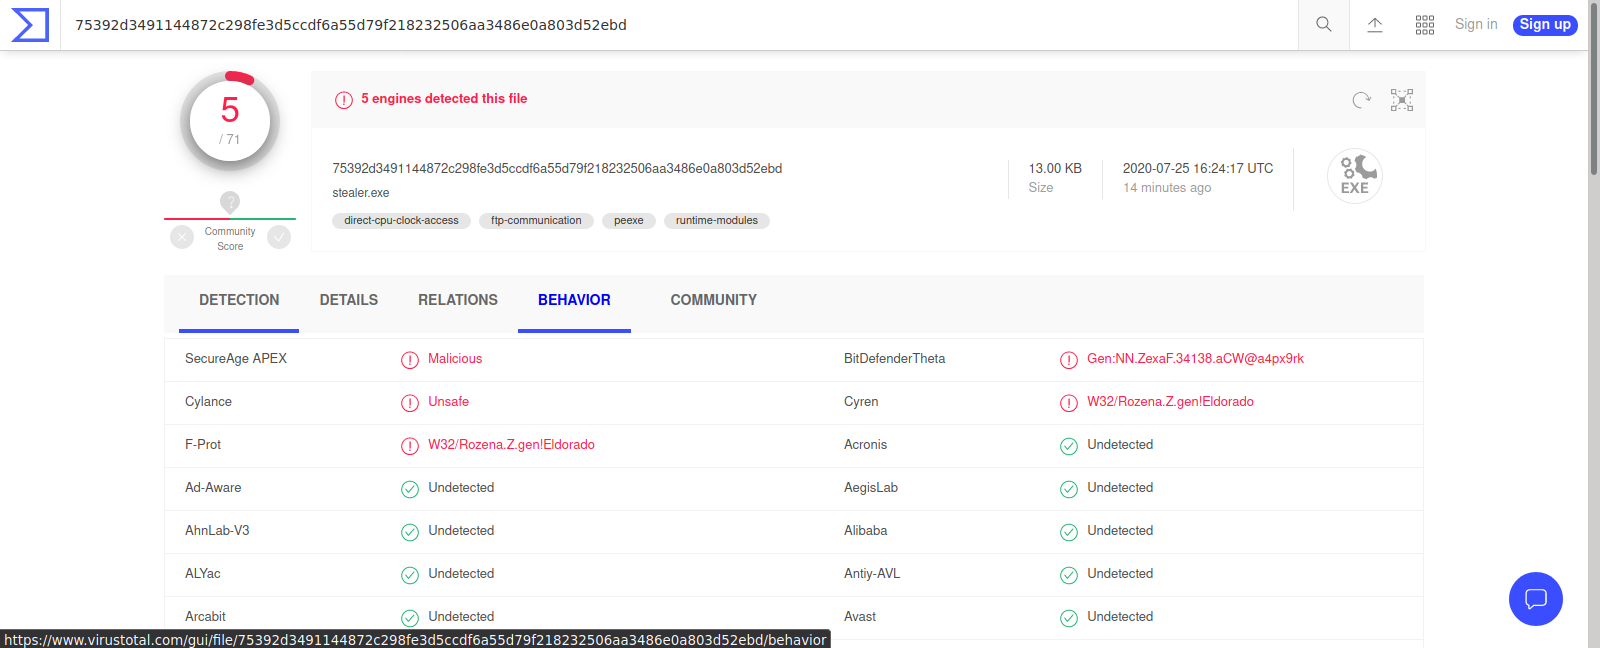 75392d3491144872c298fe3d5ccdf6a55d79f218232506aa3486e0a803d52ebd
Sign in
Sign up
5
/ 71
5 engines detected this file
75392d3491144872c298fe3d5ccdf6a55d79f218232506aa3486e0a803d52ebd
stealer.exe
direct-cpu-clock-access ftp-communication peexe runtime-modules
13.00 KB
Size
2020-07-25 16:24:17 UTC
14 minutes ago
EXE
?
Community
Score
DETECTION DETAILS RELATIONS BEHAVIOR COMMUNITY
SecureAge APEX Malicious BitDefenderTheta Gen:NN.ZexaF.34138.aCW@a4px9rk
Cylance Unsafe Cyren W32/Rozena.Z.gen!Eldorado
F-Prot W32/Rozena.Z.gen!Eldorado Acronis Undetected
Ad-Aware Undetected AegisLab Undetected
AhnLab-V3 Undetected Alibaba Undetected
ALYac Undetected Antiy-AVL Undetected
Arcabit Undetected Avast Undetected
https://www.virustotal.com/gui/file/75392d3491144872c298fe3d5ccdf6a55d79f218232506aa3486e0a803d52ebd/behavior